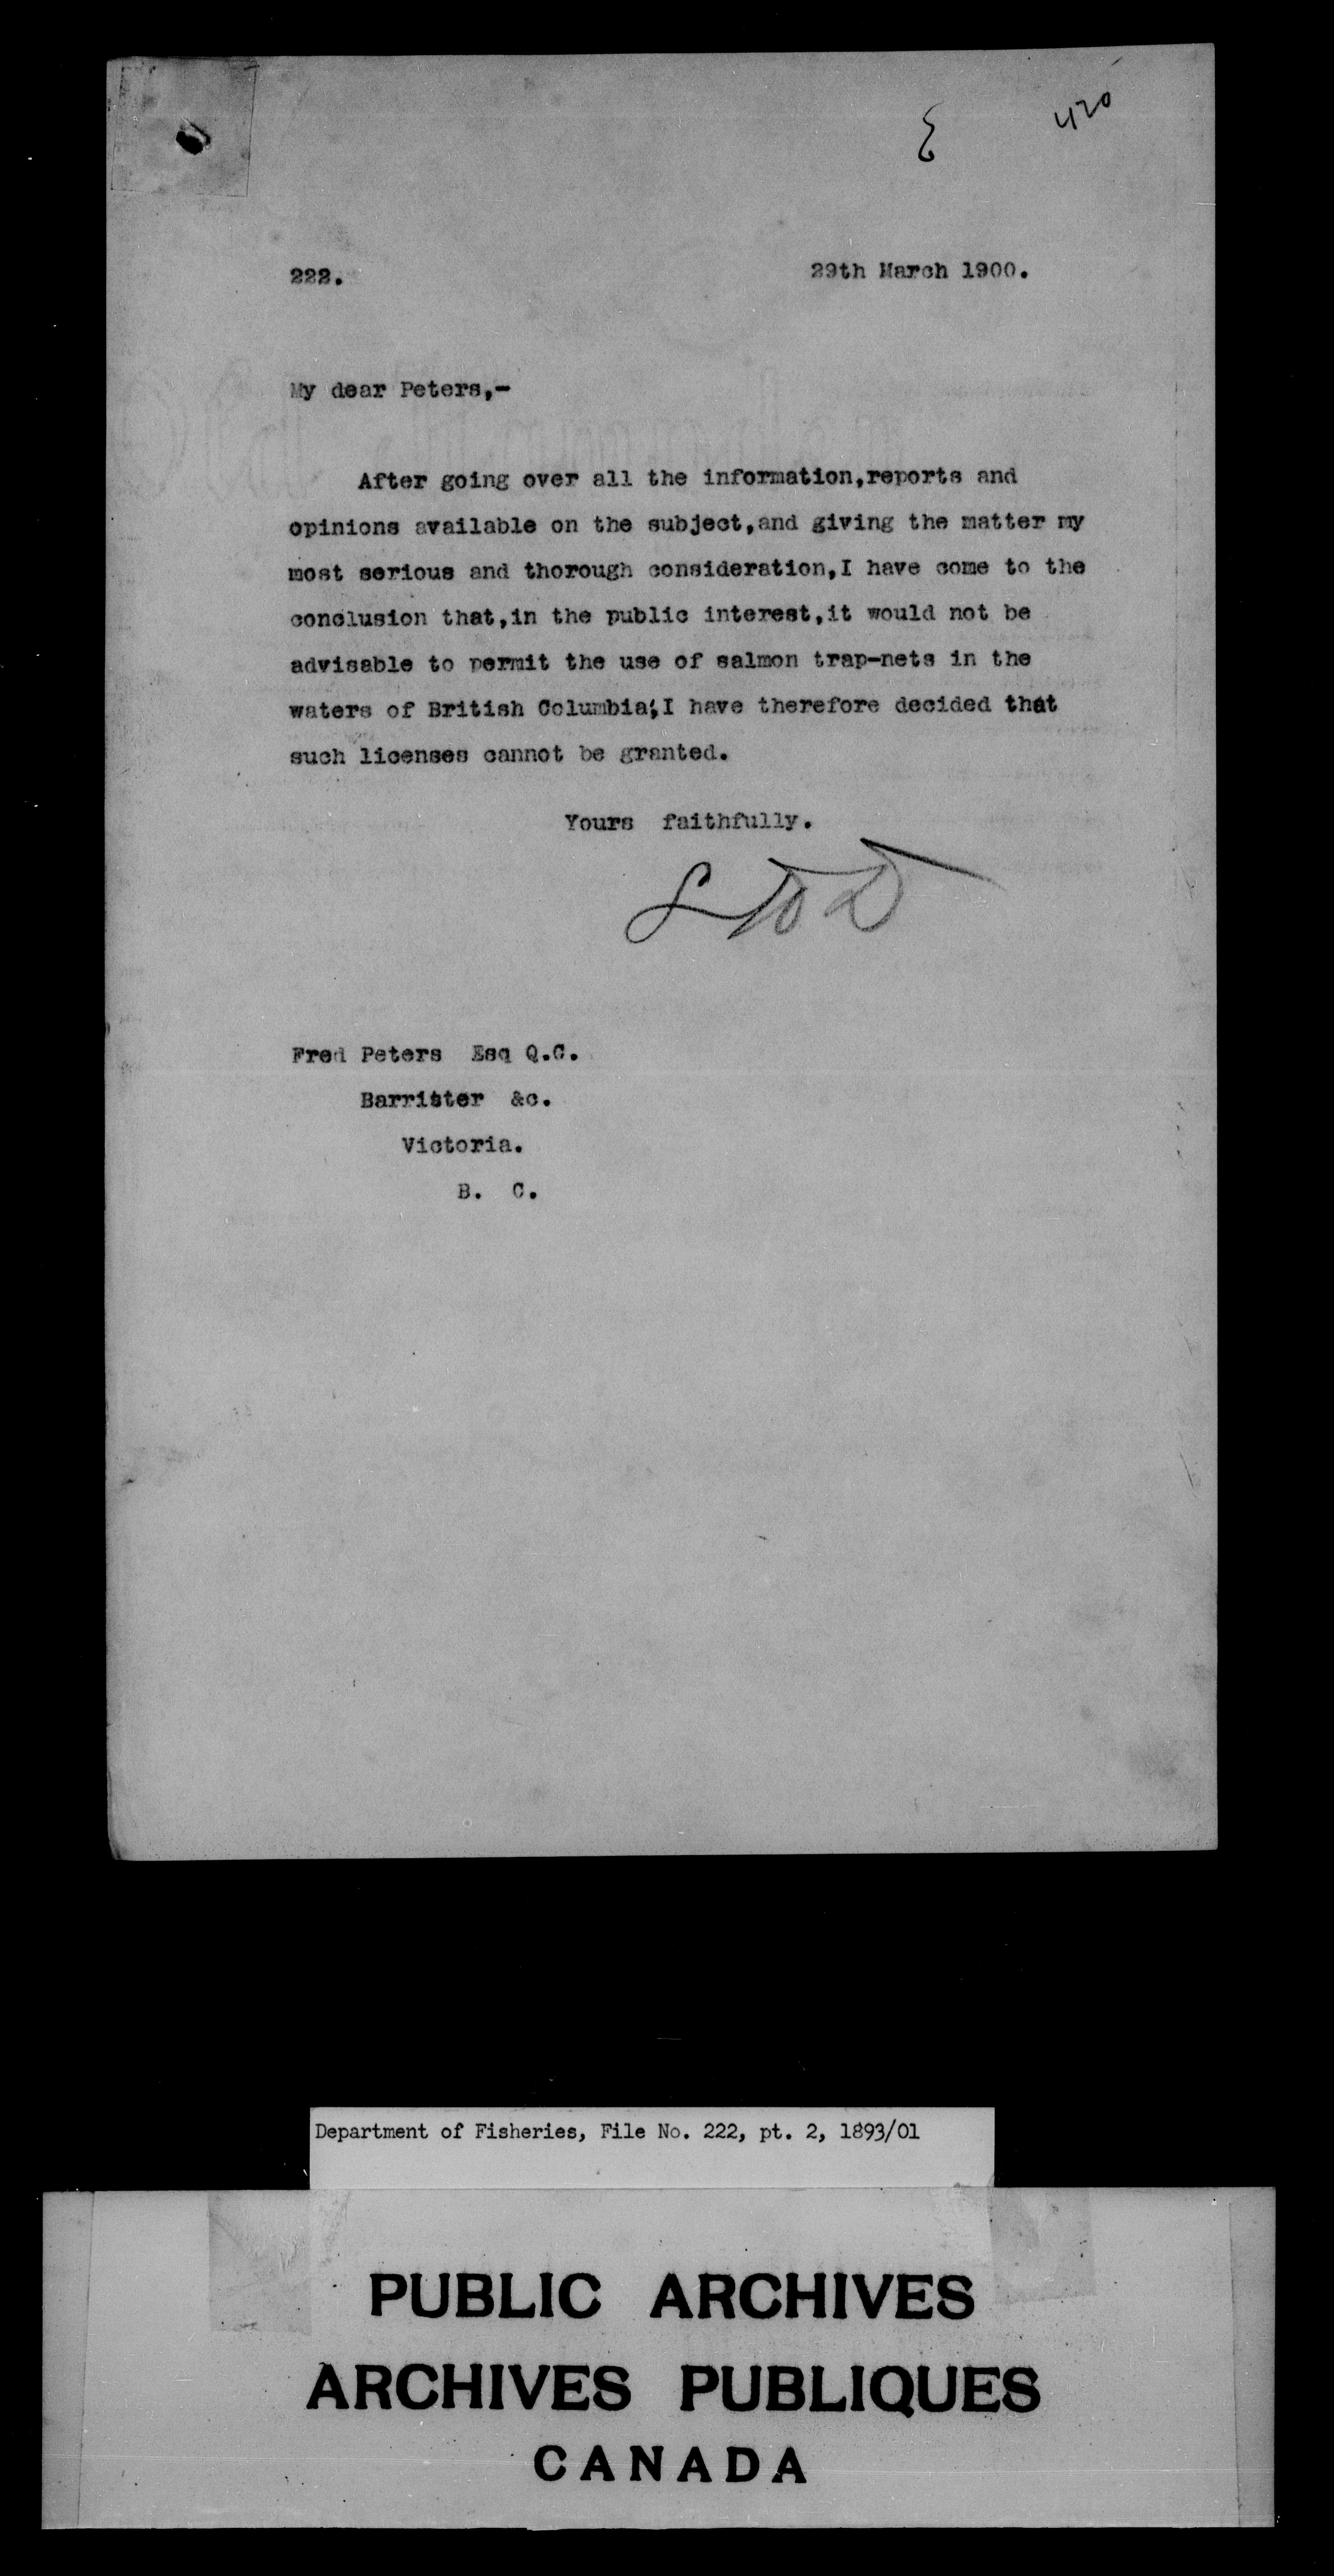 420
222.
29th March 1900.
My dear Peters,-
After going over all the information,reports and
opinions available on the subject,and giving the matter my
most serious and thorough consideration,I have come to the
conclusion that,in the public interest,it would not be
advisable to permit the use of salmon trap-nets in the
waters of British Columbia;I have therefore decided that
such licenses cannot be granted.
Yours faithfully.
Fred Peters Esq Q.C.
Barrister &c.
Victoria.
B. C.
Department of Fisheries, File No. 222, pt. 2, 1893/01
PUBLIC ARCHIVES
ARCHIVES PUBLIQUES
CANADA